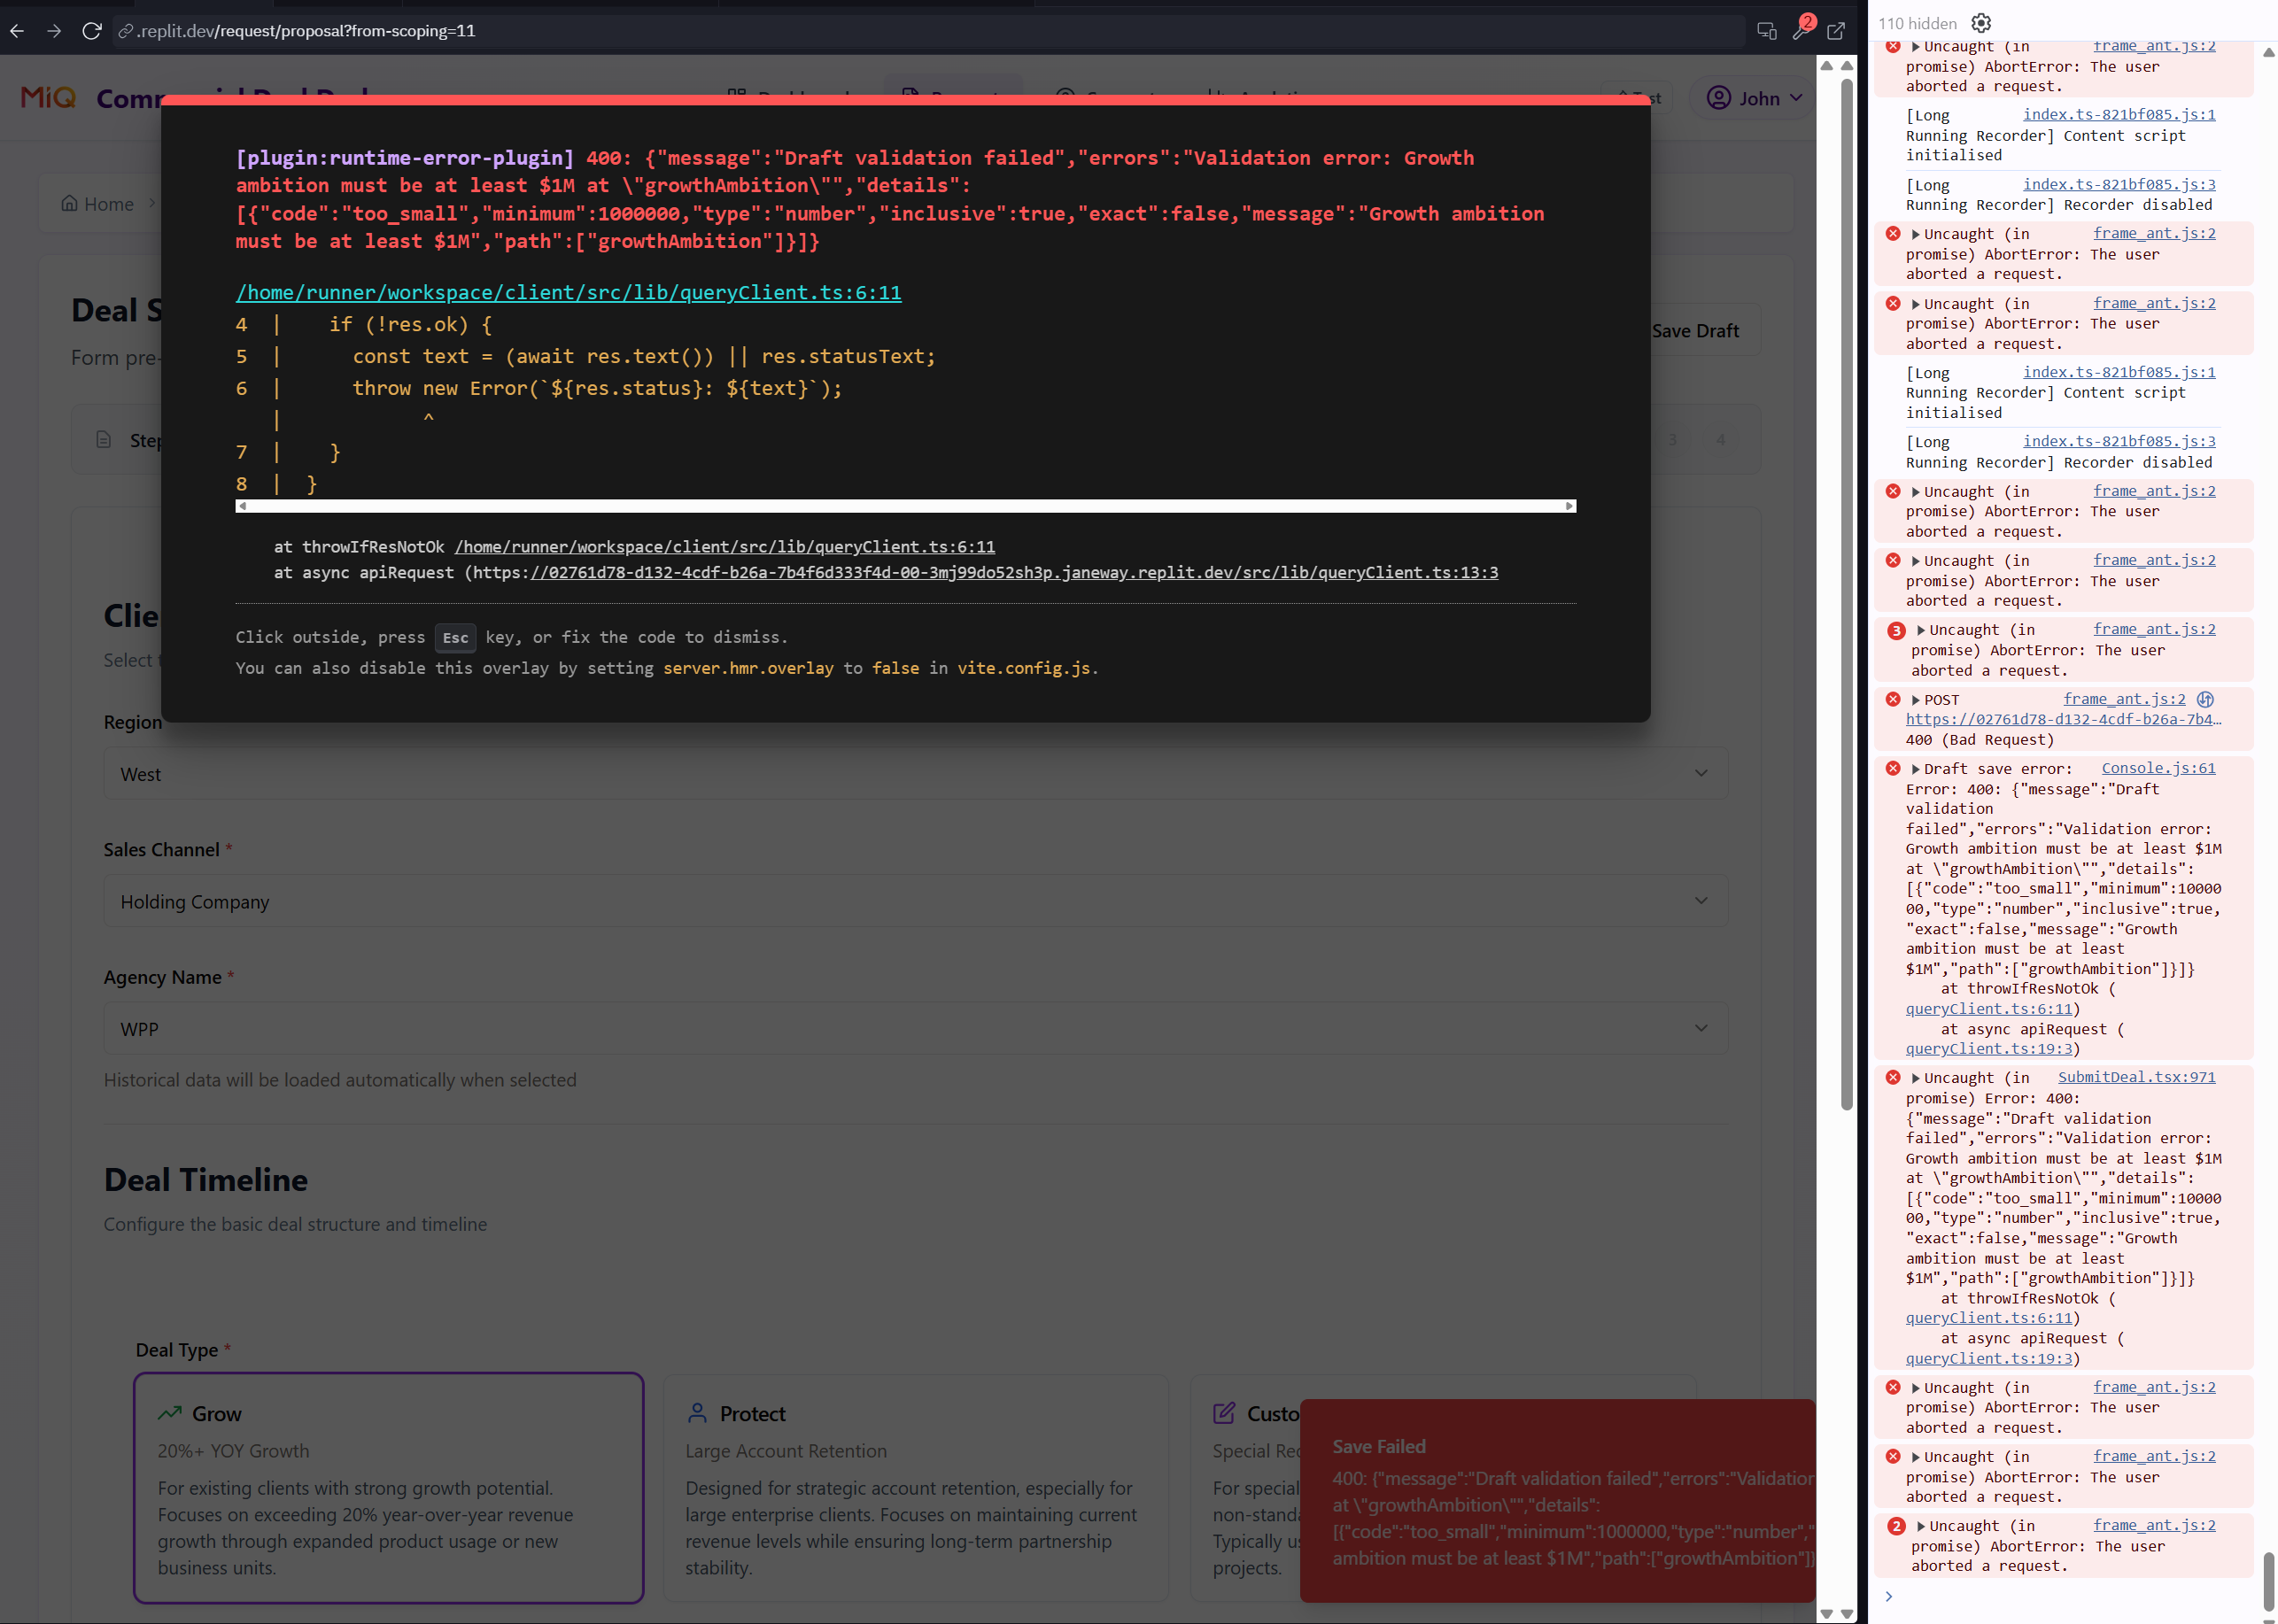 .replit.dev/request/proposal?from-scoping=11
2
MiQ
John
[plugin:runtime-error-plugin] 400: {"message":"Draft validation failed","errors":"Validation error: Growth
ambition must be at least $1M at \"growthAmbition\"","details":
[{"code":"too_small","minimum":1000000,"type":"number","inclusive":true,"exact":false,"message":"Growth ambition
must be at least $1M","path":["growthAmbition"]}]}
/home/runner/workspace/client/src/lib/queryClient.ts:6:11
4 | if (!res.ok) {
5 | const text = (await res.text()) || res.statusText;
6 | throw new Error(`${res.status}: ${text}`);
| ^
7 | }
8 | }
at throwIfResNotOk /home/runner/workspace/client/src/lib/queryClient.ts:6:11
at async apiRequest (https://02761d78-d132-4cdf-b26a-7b4f6d333f4d-00-3mj99do52sh3p.janeway.replit.dev/src/lib/queryClient.ts:13:3
Click outside, press Esc key, or fix the code to dismiss.
You can also disable this overlay by setting server.hmr.overlay to false in vite.config.js.
Home
Deal S
Save Draft
Form pre-
Step
3 4
Clie
Select
Region
West
Sales Channel *
Holding Company
Agency Name *
WPP
Historical data will be loaded automatically when selected
Deal Timeline
Configure the basic deal structure and timeline
Deal Type *
Grow
20%+ YOY Growth
For existing clients with strong growth potential.
Focuses on exceeding 20% year-over-year revenue
growth through expanded product usage or new
business units.
Protect
Large Account Retention
Designed for strategic account retention, especially for
large enterprise clients. Focuses on maintaining current
revenue levels while ensuring long-term partnership
stability.
Custo
Special Rec
For special
non-standa
Typically us
projects.
Save Failed
400: {"message":"Draft validation failed","errors":"Validation
at \"growthAmbition\"","details":
[{"code":"too_small","minimum":1000000,"type":"number","
ambition must be at least $1M","path":["growthAmbition"]}
110 hidden
Uncaught (in frame_ant.js:2
promise) AbortError: The user
aborted a request.
[Long index.ts-821bf085.js:1
Running Recorder] Content script
initialised
[Long index.ts-821bf085.js:3
Running Recorder] Recorder disabled
Uncaught (in frame_ant.js:2
promise) AbortError: The user
aborted a request.
Uncaught (in frame_ant.js:2
promise) AbortError: The user
aborted a request.
[Long index.ts-821bf085.js:1
Running Recorder] Content script
initialised
[Long index.ts-821bf085.js:3
Running Recorder] Recorder disabled
Uncaught (in frame_ant.js:2
promise) AbortError: The user
aborted a request.
Uncaught (in frame_ant.js:2
promise) AbortError: The user
aborted a request.
3 Uncaught (in frame_ant.js:2
promise) AbortError: The user
aborted a request.
POST frame_ant.js:2
https://02761d78-d132-4cdf-b26a-7b4…
400 (Bad Request)
Draft save error: Console.js:61
Error: 400: {"message":"Draft
validation
failed","errors":"Validation error:
Growth ambition must be at least $1M
at \"growthAmbition\"","details":
[{"code":"too_small","minimum":10000
00,"type":"number","inclusive":true,
"exact":false,"message":"Growth
ambition must be at least
$1M","path":["growthAmbition"]}]}
at throwIfResNotOk (
queryClient.ts:6:11)
at async apiRequest (
queryClient.ts:19:3)
Uncaught (in SubmitDeal.tsx:971
promise) Error: 400:
{"message":"Draft validation
failed","errors":"Validation error:
Growth ambition must be at least $1M
at \"growthAmbition\"","details":
[{"code":"too_small","minimum":10000
00,"type":"number","inclusive":true,
"exact":false,"message":"Growth
ambition must be at least
$1M","path":["growthAmbition"]}]}
at throwIfResNotOk (
queryClient.ts:6:11)
at async apiRequest (
queryClient.ts:19:3)
Uncaught (in frame_ant.js:2
promise) AbortError: The user
aborted a request.
Uncaught (in frame_ant.js:2
promise) AbortError: The user
aborted a request.
2 Uncaught (in frame_ant.js:2
promise) AbortError: The user
aborted a request.